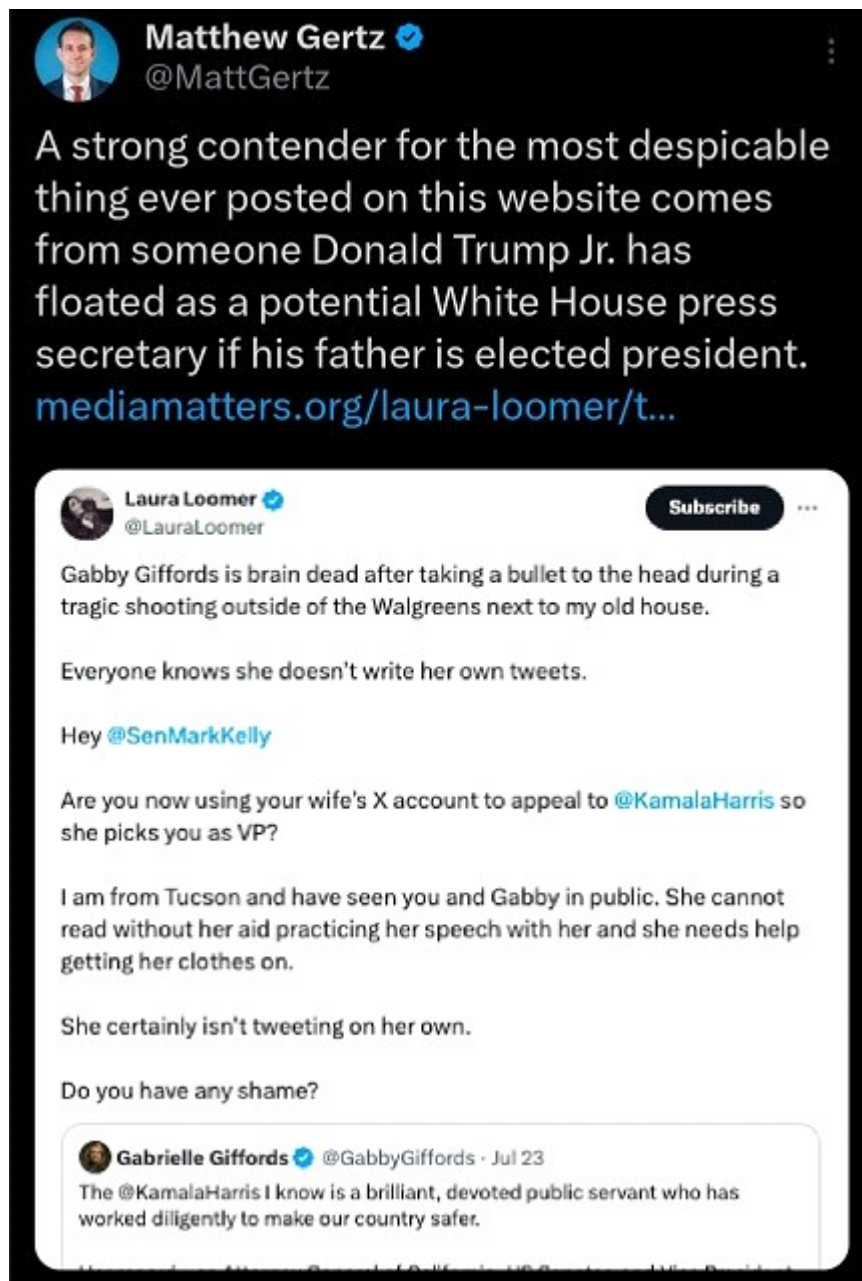 Matthew Gertz
@MattGertz
A strong contender for the most despicable
thing ever posted on this website comes
from someone Donald Trump Jr. has
floated as a potential White House press
secretary if his father is elected president.
mediamatters.org/laura-loomer/t...
Laura Loomer
@LauraLoomer
Subscribe
Gabby Giffords is brain dead after taking a bullet to the head during a
tragic shooting outside of the Walgreens next to my old house.
Everyone knows she doesn't write her own tweets.
Hey @SenMarkKelly
Are you now using your wife's X account to appeal to @KamalaHarris so
she picks you as VP?
I am from Tucson and have seen you and Gabby in public. She cannot
read without her aid practicing her speech with her and she needs help
getting her clothes on.
She certainly isn't tweeting on her own.
Do you have any shame?
Gabrielle Giffords @GabbyGiffords · Jul 23
The @KamalaHarris I know is a brilliant, devoted public servant who has
worked diligently to make our country safer.